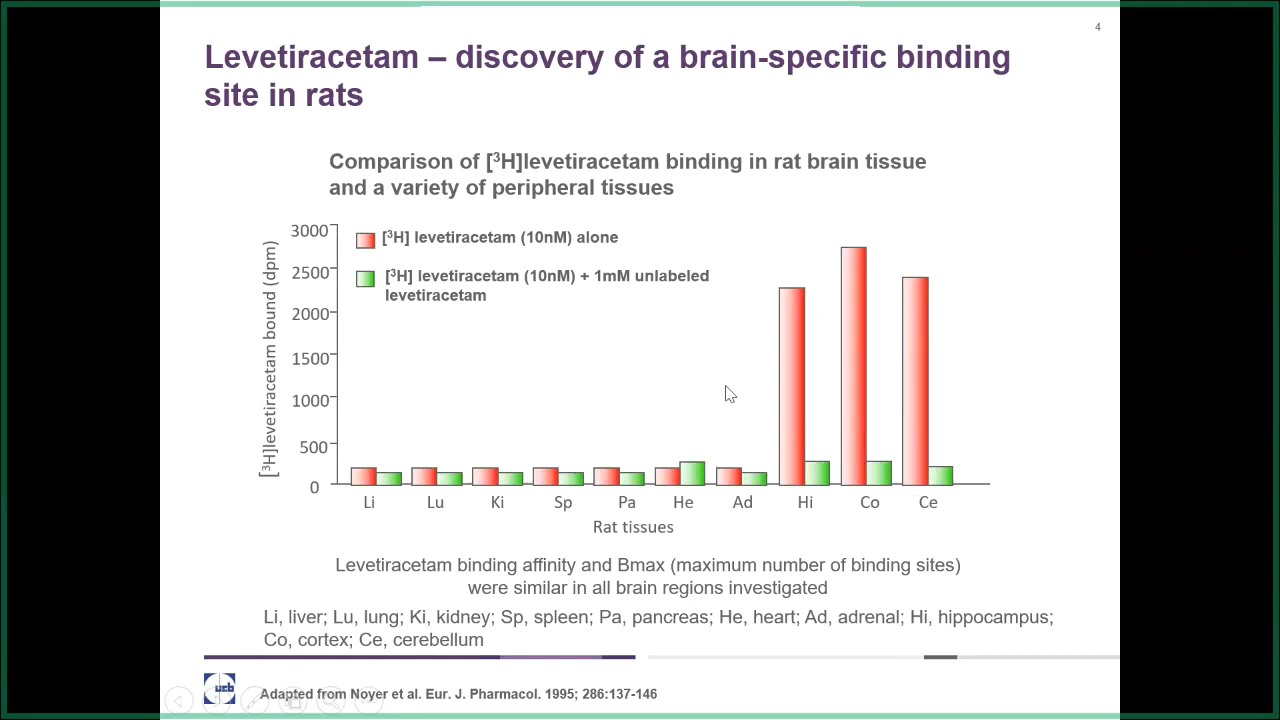 4
Levetiracetam – discovery of a brain-specific binding
site in rats
Comparison of [³H]levetiracetam binding in rat brain tissue
and a variety of peripheral tissues
[³H] levetiracetam (10nM) alone
[³H] levetiracetam (10nM) + 1mM unlabeled
levetiracetam
[³H]levetiracetam bound (dpm)
3000
2500
2000
1500
1000
500
0
Li Lu Ki Sp Pa He Ad Hi Co Ce
Rat tissues
Levetiracetam binding affinity and Bmax (maximum number of binding sites)
were similar in all brain regions investigated
Li, liver; Lu, lung; Ki, kidney; Sp, spleen; Pa, pancreas; He, heart; Ad, adrenal; Hi, hippocampus;
Co, cortex; Ce, cerebellum
ucb
Adapted from Noyer et al. Eur. J. Pharmacol. 1995; 286:137-146